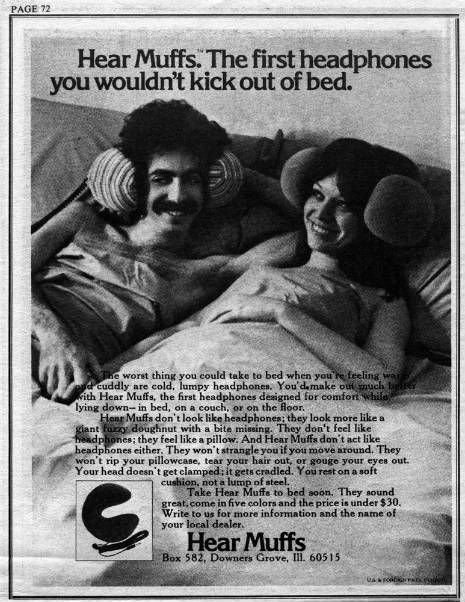 PAGE 72
Hear Muffs.™ The first headphones
you wouldn't kick out of bed.
The worst thing you could take to bed when you're feeling warm
and cuddly are cold, lumpy headphones. You'd make out much better
with Hear Muffs, the first headphones designed for comfort while
lying down—in bed, on a couch, or on the floor.
Hear Muffs don't look like headphones; they look more like a
giant fuzzy doughnut with a bite missing. They don't feel like
headphones; they feel like a pillow. And Hear Muffs don't act like
headphones either. They won't strangle you if you move around. They
won't rip your pillowcase, tear your hair out, or gouge your eyes out.
Your head doesn't get clamped; it gets cradled. You rest on a soft
cushion, not a lump of steel.
Take Hear Muffs to bed soon. They sound
great, come in five colors and the price is under $30.
Write to us for more information and the name of
your local dealer.
Hear Muffs
Box 582, Downers Grove, Ill. 60515
U.S. & FOREIGN PATS.